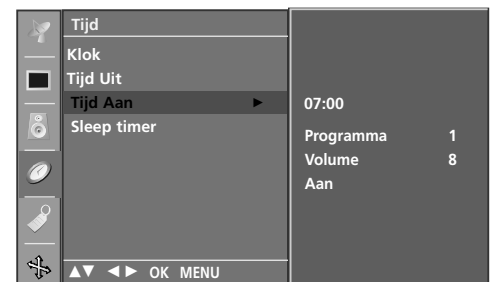 Tijd
Klok
Tijd Uit
Tijd Aan ►
Sleep timer
▲▼ ◄► OK MENU
07:00
Programma 1
Volume 8
Aan